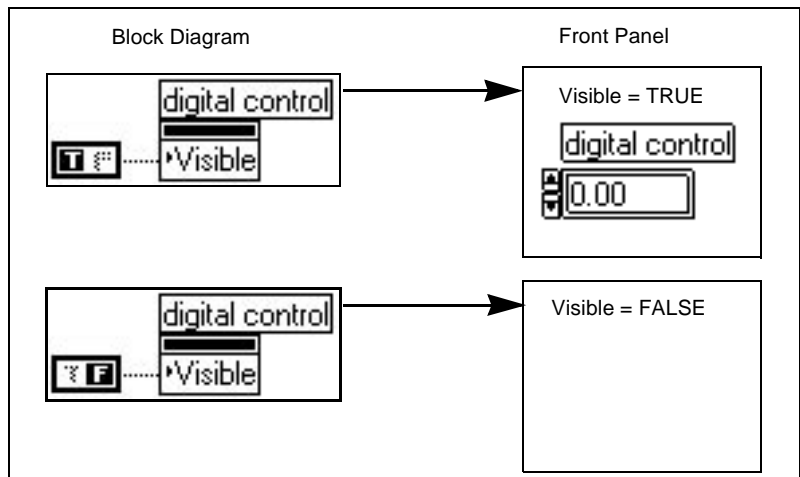 Block Diagram
Front Panel
digital control
T F
Visible
Visible = TRUE
digital control
0.00
digital control
F
Visible
Visible = FALSE